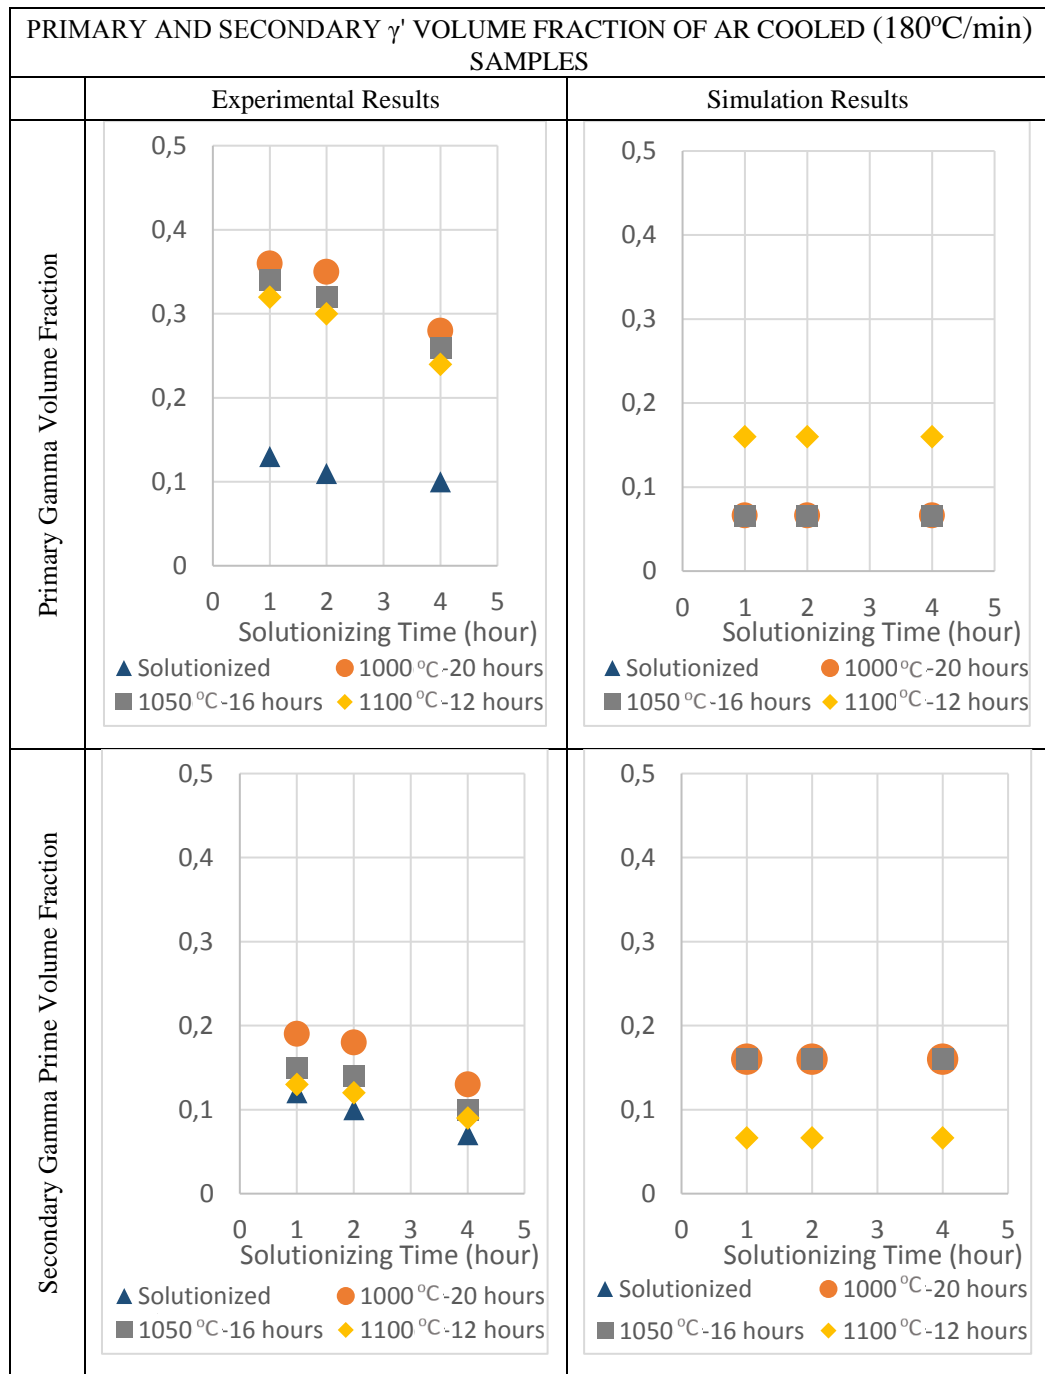 PRIMARY AND SECONDARY γ' VOLUME FRACTION OF AR COOLED (180°C/min)
SAMPLES
Experimental Results
Simulation Results
Primary Gamma Volume Fraction
0,5
0,4
0,3
0,2
0,1
0
0 1 2 3 4 5
Solutionizing Time (hour)
Solutionized 1000 °C-20 hours
1050 °C-16 hours 1100 °C-12 hours
0,5
0,4
0,3
0,2
0,1
0
0 1 2 3 4 5
Solutionizing Time (hour)
Solutionized 1000 °C-20 hours
1050 °C-16 hours 1100 °C-12 hours
Secondary Gamma Prime Volume Fraction
0,5
0,4
0,3
0,2
0,1
0
0 1 2 3 4 5
Solutionizing Time (hour)
Solutionized 1000 °C-20 hours
1050 °C-16 hours 1100 °C-12 hours
0,5
0,4
0,3
0,2
0,1
0
0 1 2 3 4 5
Solutionizing Time (hour)
Solutionized 1000 °C-20 hours
1050 °C-16 hours 1100 °C-12 hours